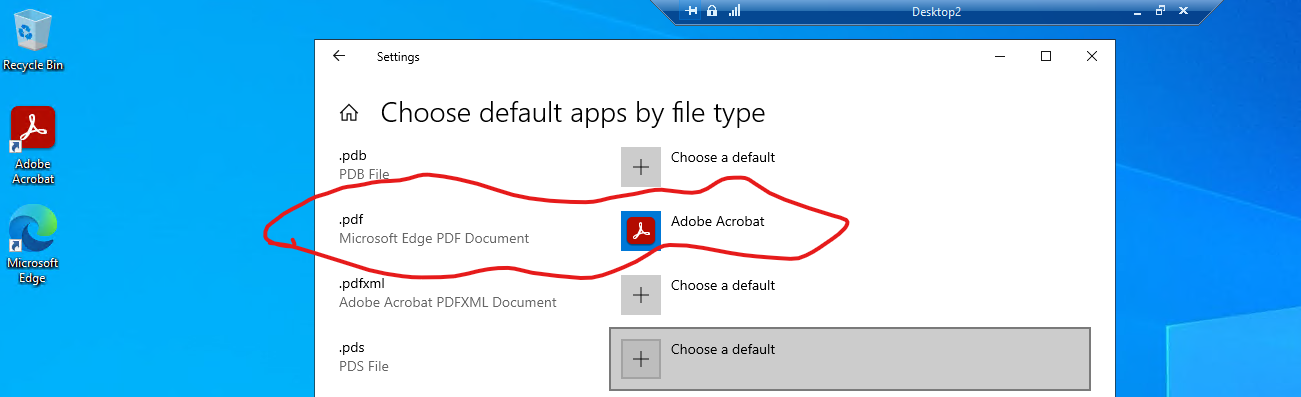 Desktop2
Recycle Bin
Adobe
Acrobat
Microsoft
Edge
Settings
Choose default apps by file type
.pdb
PDB File
Choose a default
.pdf
Microsoft Edge PDF Document
Adobe Acrobat
.pdfxml
Adobe Acrobat PDFXML Document
Choose a default
.pds
PDS File
Choose a default